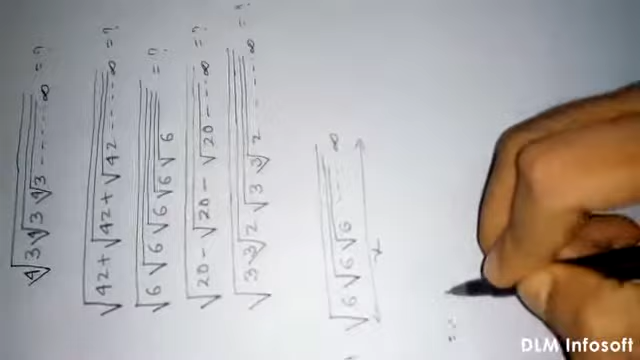 ∜3∜3∜3 ----- ∞ = ?
√42+√42+√42 ----- ∞ = ?
√6√6√6√6 = ?
√20-√20-√20 --- ∞ = ?
√3∛2√3∛2 ----- = ?
√6√6√6 ---- ∞
x
DLM Infosoft